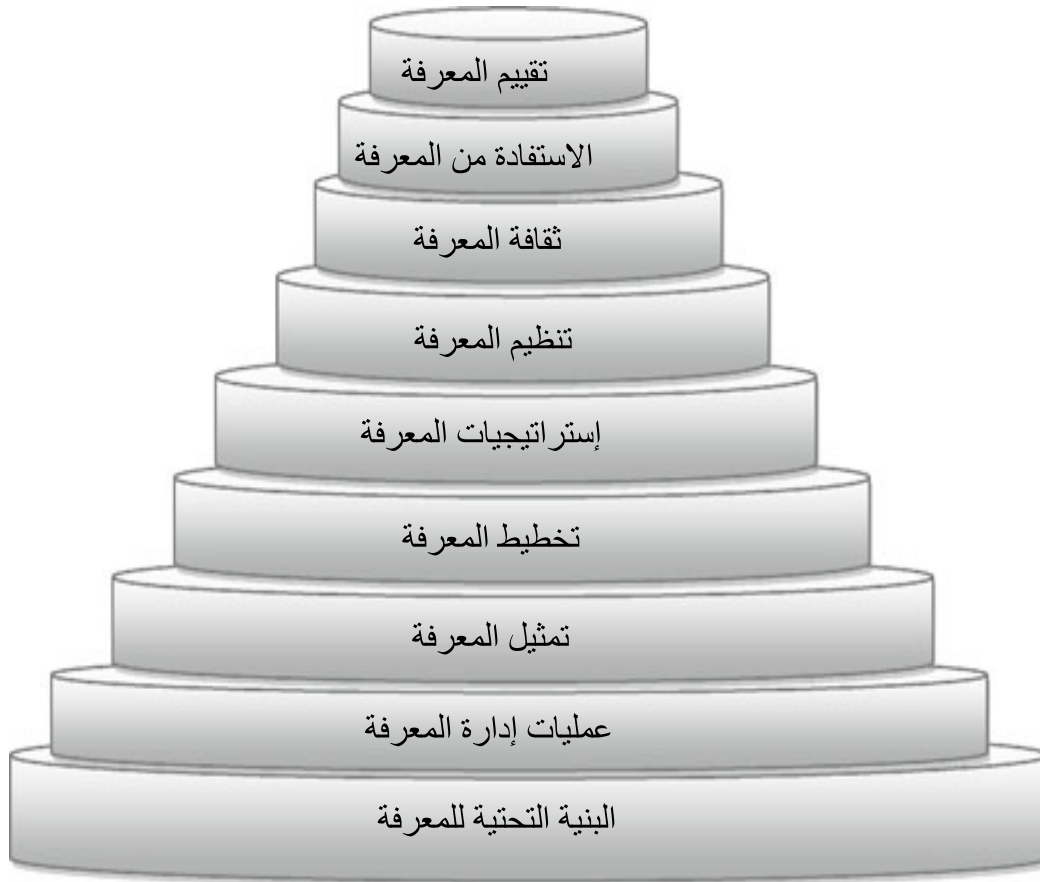 تقييم المعرفة
الاستفادة من المعرفة
ثقافة المعرفة
تنظيم المعرفة
إستراتيجيات المعرفة
تخطيط المعرفة
تمثيل المعرفة
عمليات إدارة المعرفة
البنية التحتية للمعرفة